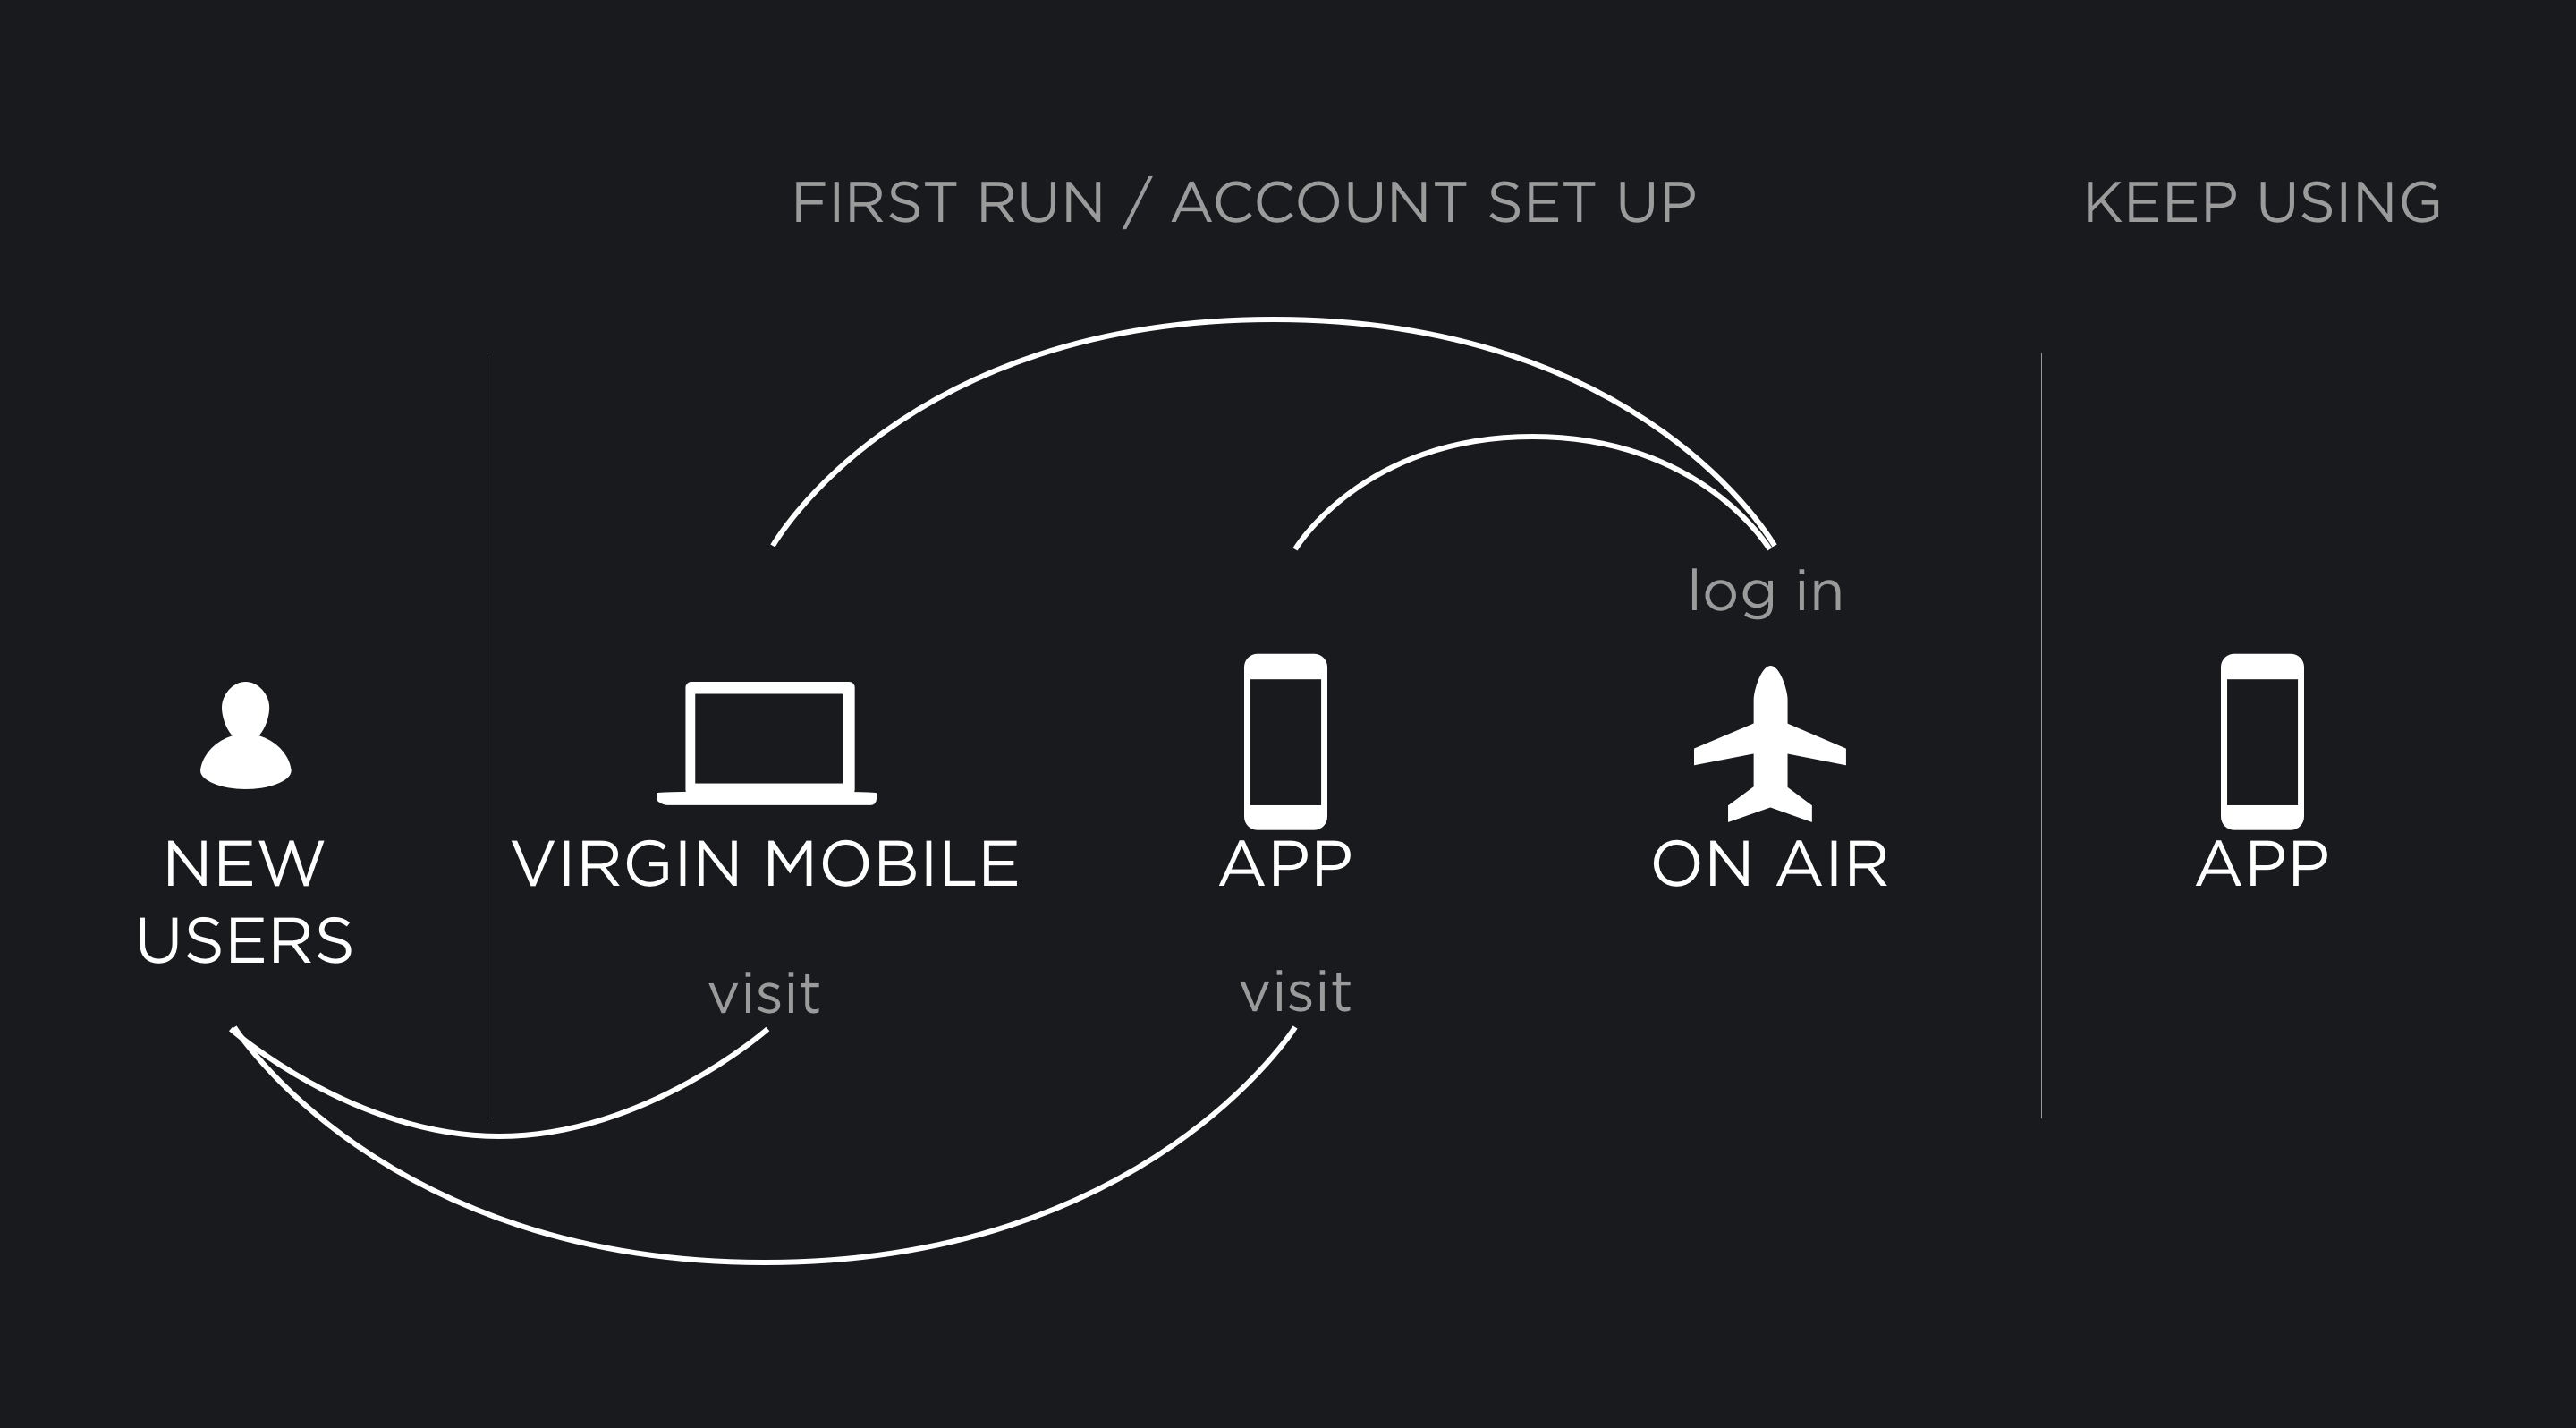 FIRST RUN / ACCOUNT SET UP
KEEP USING
log in
NEW
USERS
VIRGIN MOBILE
APP
ON AIR
APP
visit
visit